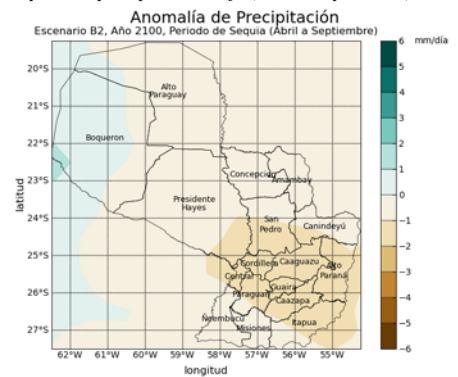 Anomalía de Precipitación
Escenario B2, Año 2100, Periodo de Sequia (Abril a Septiembre)
mm/día
6
5
4
3
2
1
0
−1
−2
−3
−4
−5
−6
20°S
21°S
22°S
23°S
24°S
25°S
26°S
27°S
latitud
Alto
Paraguay
Boqueron
Concepcion
Amambay
Presidente
Hayes
San
Pedro
Canindeyú
Cordillera
Caaguazu
Alto
Paraná
Central
Guaira
Paraguari
Caazapa
Ñeembucu
Misiones
Itapua
62°W
61°W
60°W
59°W
58°W
57°W
56°W
55°W
longitud